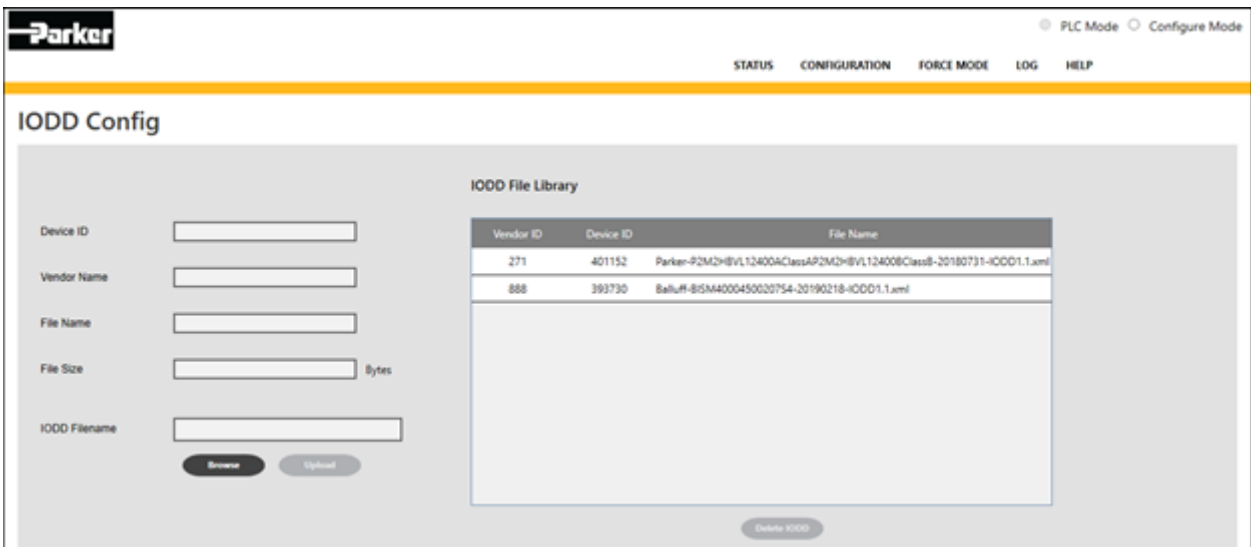 Parker
PLC Mode Configure Mode
STATUS CONFIGURATION FORCE MODE LOG HELP
IODD Config
IODD File Library
Device ID
Vendor Name
File Name
File Size Bytes
IODD Filename
Browse Upload
Vendor ID Device ID File Name
271 401152 Parker-P2M2HBVL12400AClassAP2M2HBVL12400BClassB-20180731-IODD1.1.xml
888 393730 Balluff-BISM4000450020754-20190218-IODD1.1.xml
Delete IODD